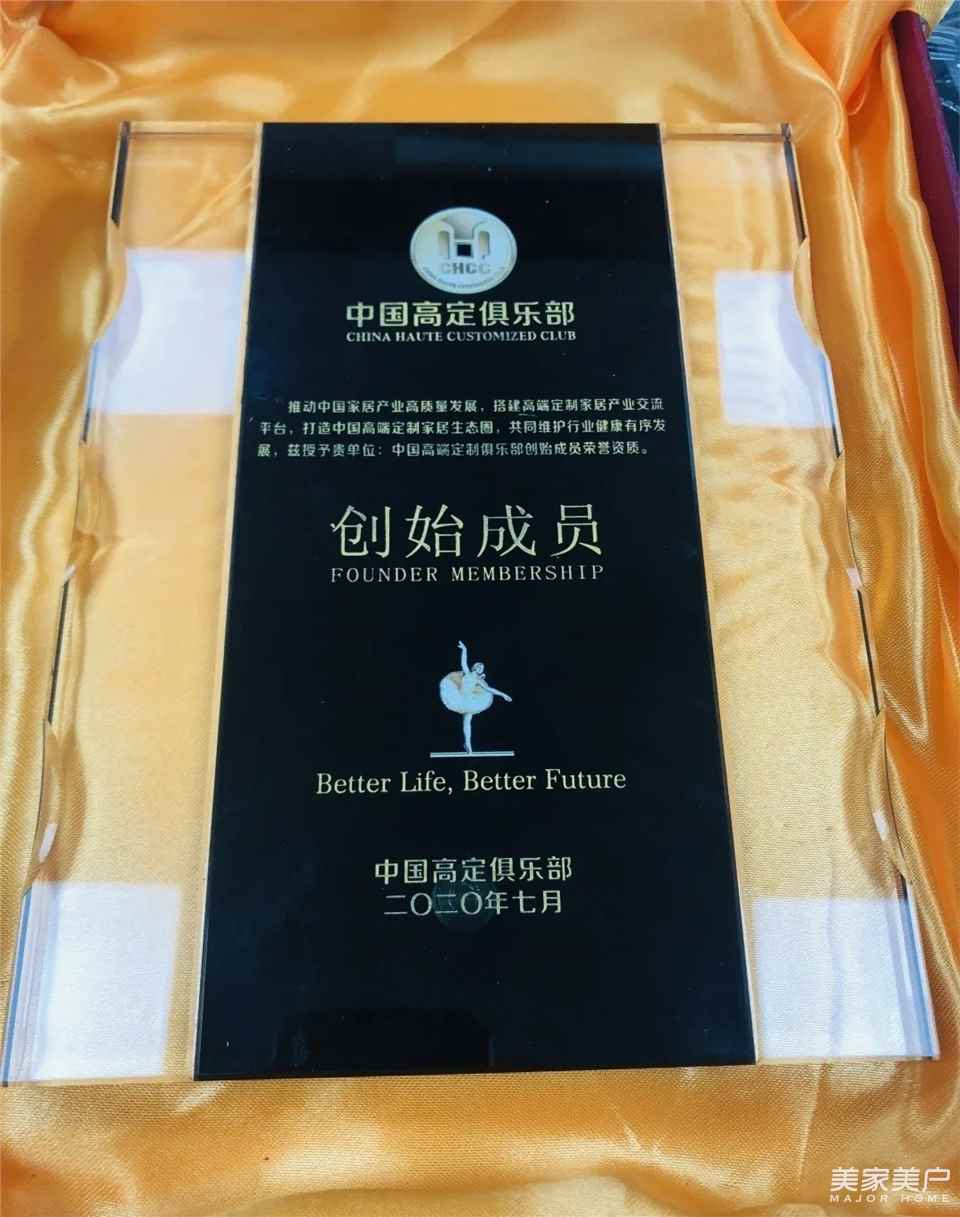 CHCC
中国高定俱乐部
CHINA HAUTE CUSTOMIZED CLUB
推动中国家居产业高质量发展，搭建高端定制家居产业交流
平台，打造中国高端定制家居生态圈，共同维护行业健康有序发
展，兹授予贵单位：中国高端定制俱乐部创始成员荣誉资质。
创始成员
FOUNDER MEMBERSHIP
Better Life, Better Future
中国高定俱乐部
二〇二〇年七月
美家美户
MAJOR HOME